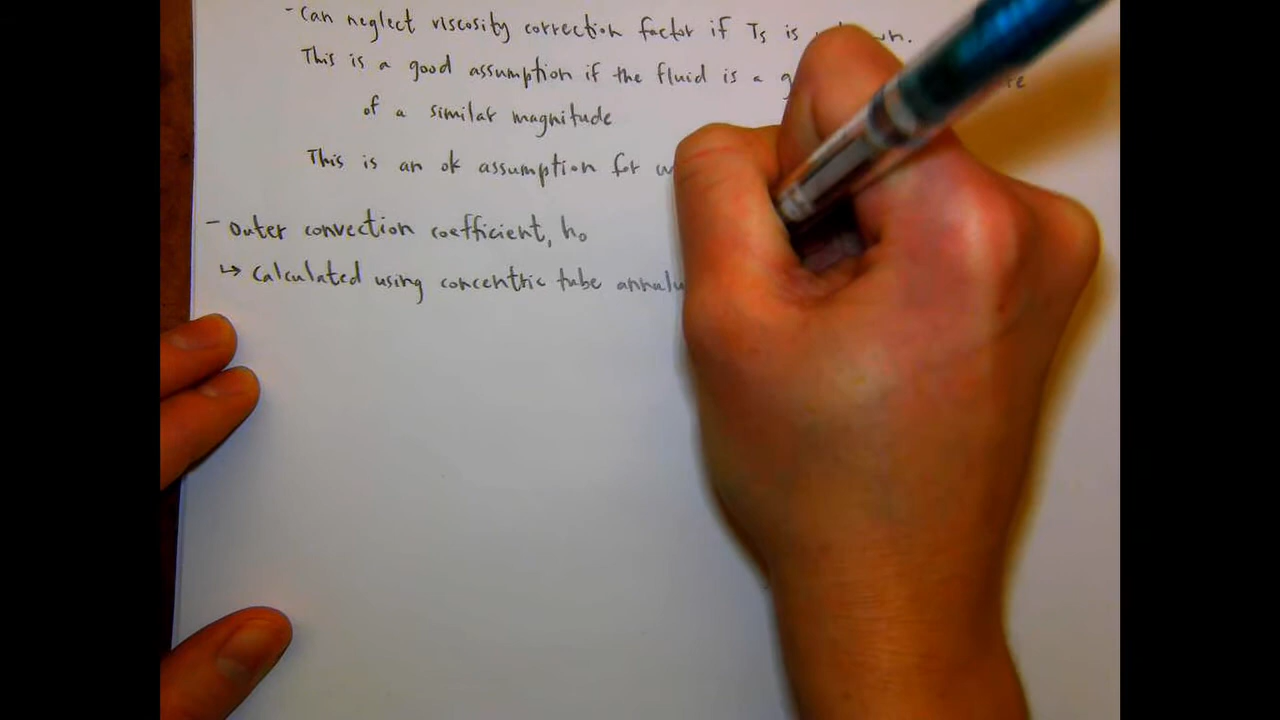 - Can neglect viscosity correction factor if Ts is
This is a good assumption if the fluid is a
of a similar magnitude
This is an ok assumption for
- Outer convection coefficient, ho
↳ Calculated using concentric tube